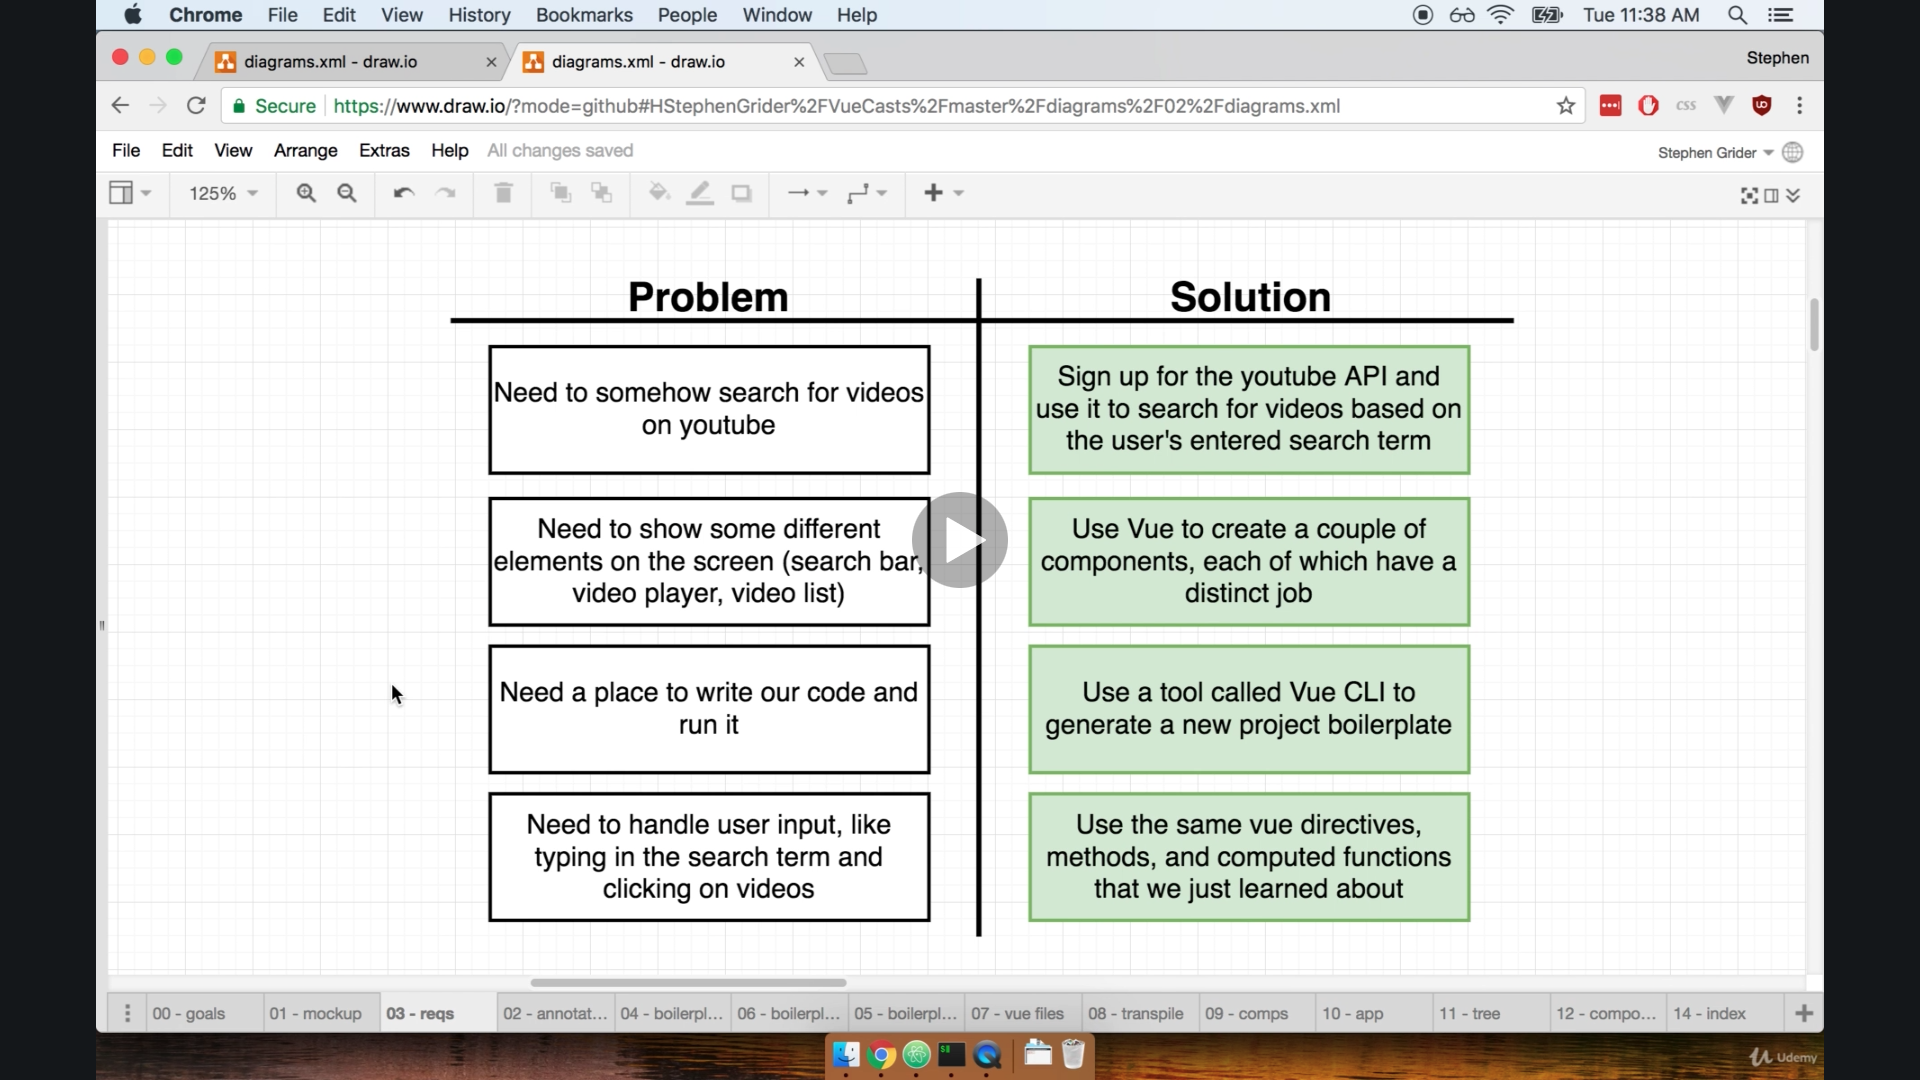 Chrome File Edit View History Bookmarks People Window Help Tue 11:38 AM
diagrams.xml - draw.io diagrams.xml - draw.io Stephen
Secure https://www.draw.io/?mode=github#HStephenGrider%2FVueCasts%2Fmaster%2Fdiagrams%2F02%2Fdiagrams.xml css
File Edit View Arrange Extras Help All changes saved Stephen Grider
125%
Problem
Solution
Need to somehow search for videos
on youtube
Sign up for the youtube API and
use it to search for videos based on
the user's entered search term
Need to show some different
elements on the screen (search bar,
video player, video list)
Use Vue to create a couple of
components, each of which have a
distinct job
Need a place to write our code and
run it
Use a tool called Vue CLI to
generate a new project boilerplate
Need to handle user input, like
typing in the search term and
clicking on videos
Use the same vue directives,
methods, and computed functions
that we just learned about
00 - goals 01 - mockup 03 - reqs 02 - annotat... 04 - boilerpl... 06 - boilerpl... 05 - boilerpl... 07 - vue files 08 - transpile 09 - comps 10 - app 11 - tree 12 - compo... 14 - index
Udemy